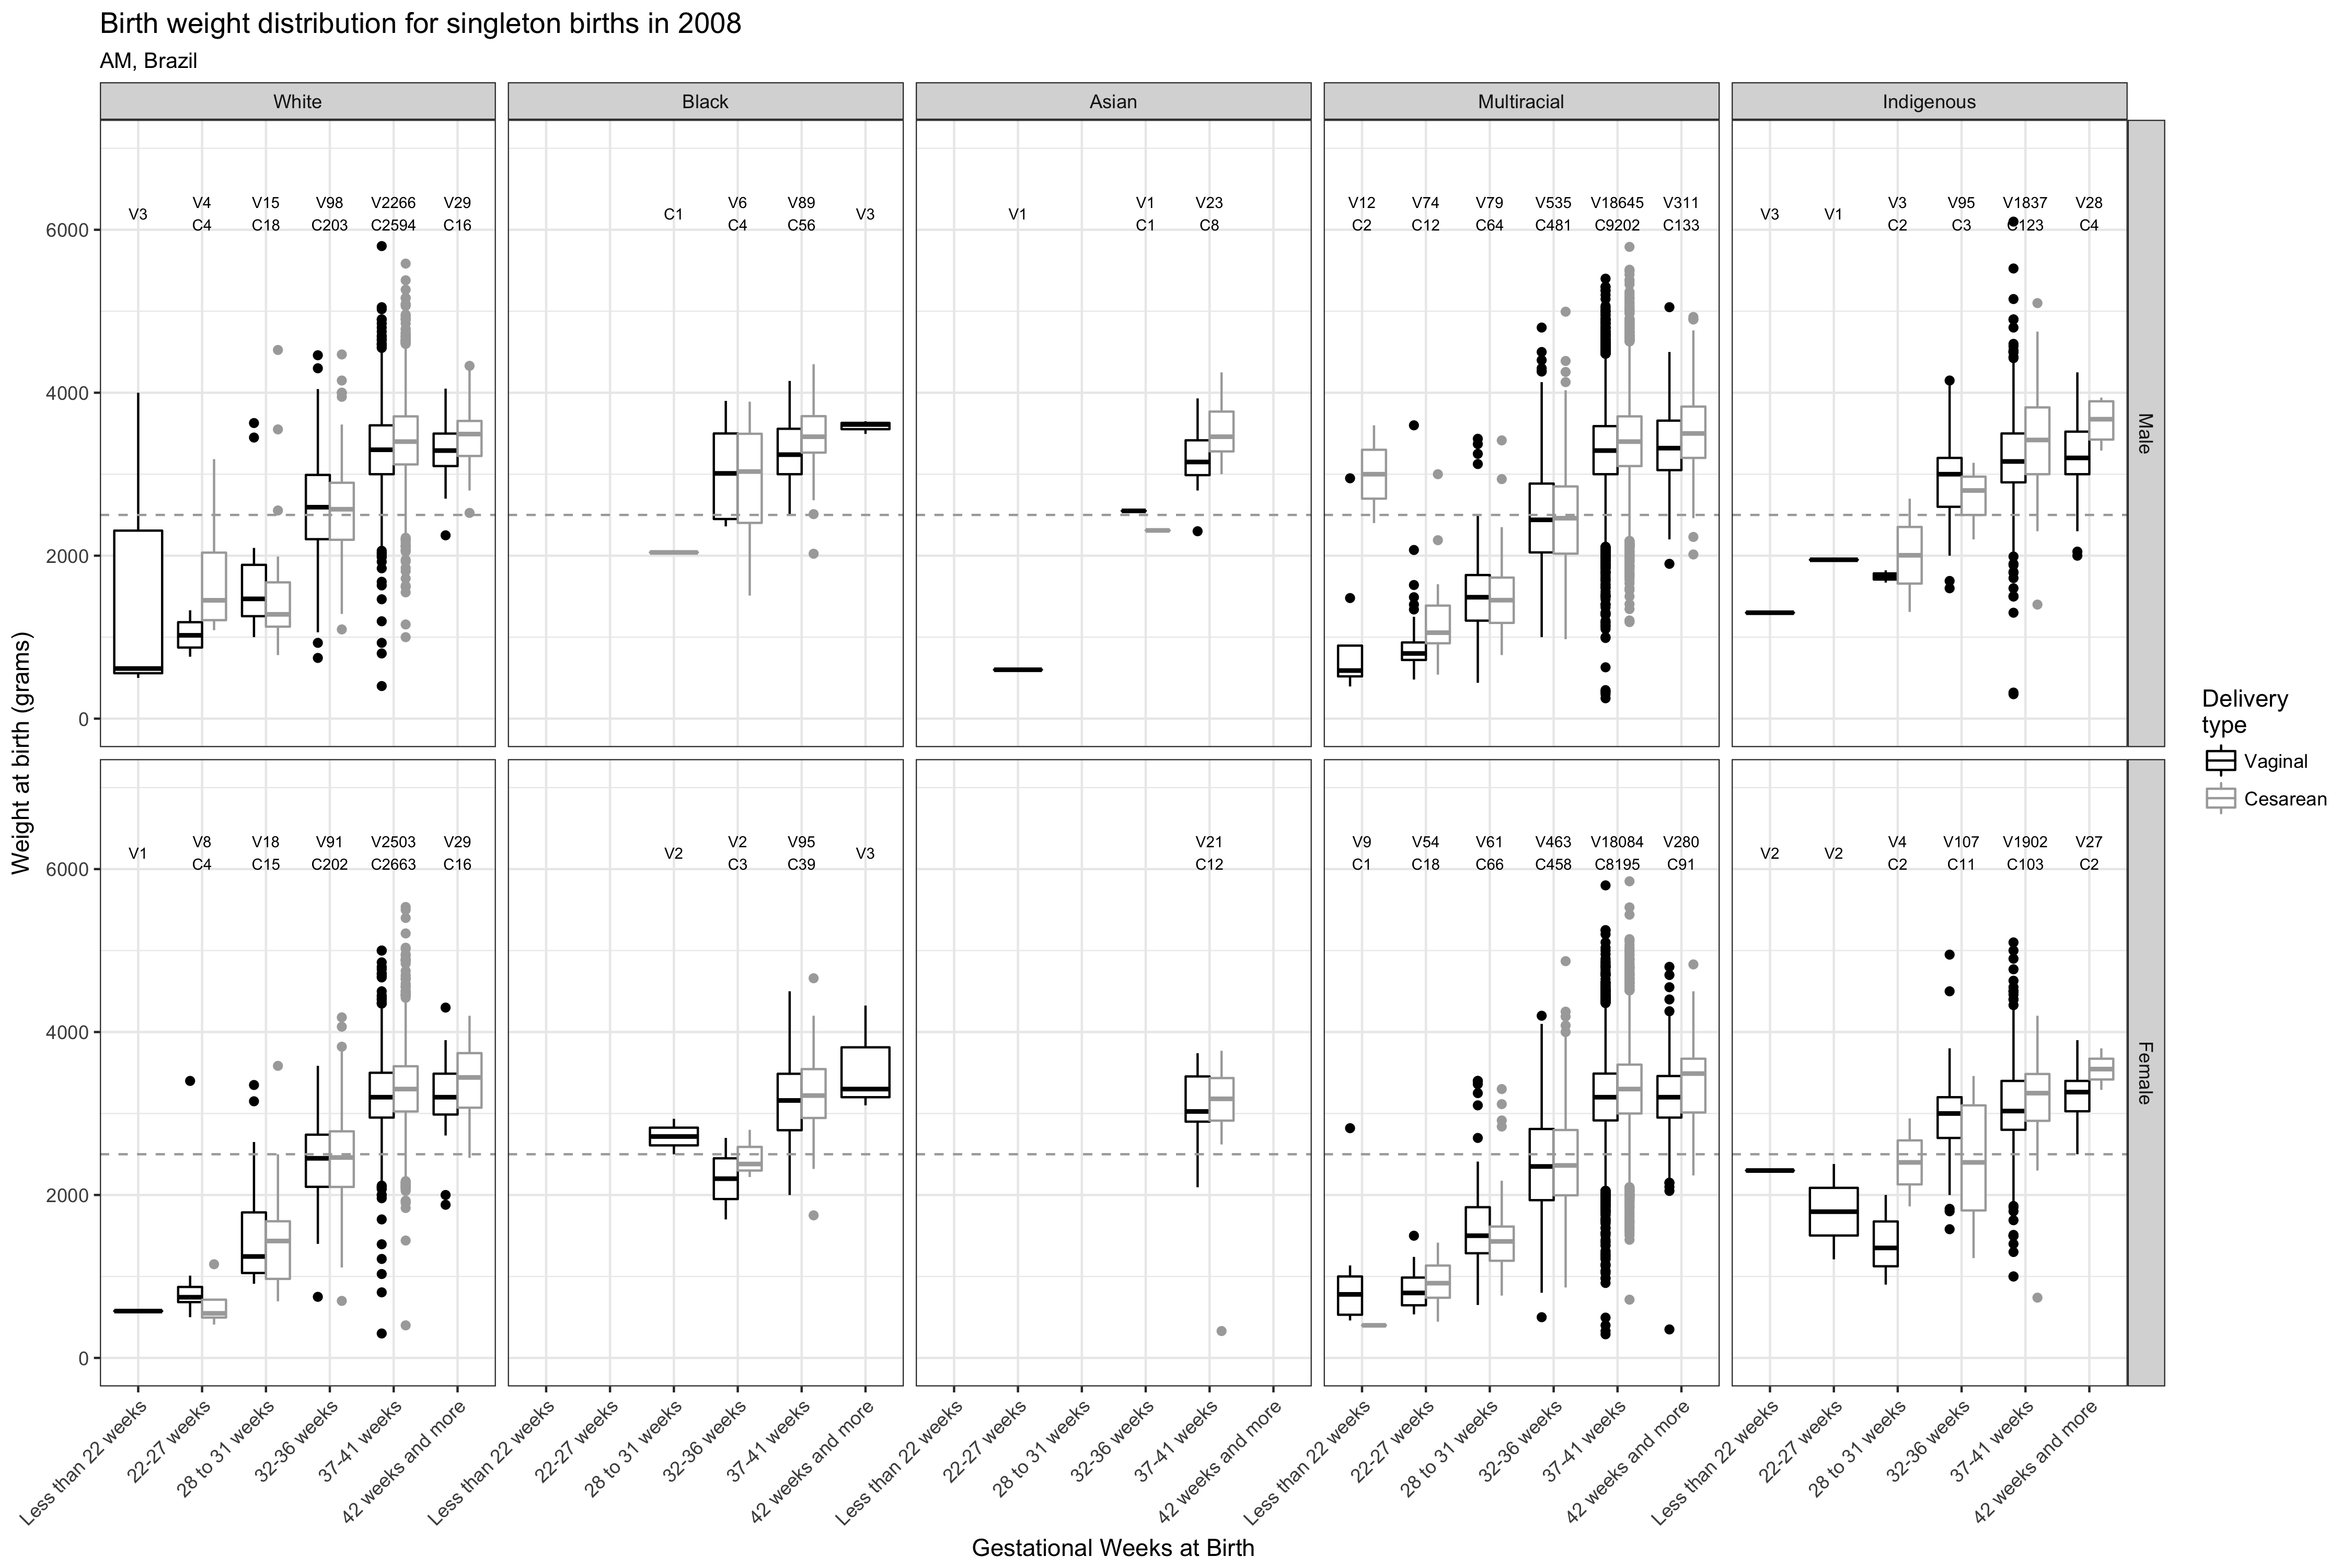 Birth weight distribution for singleton births in 2008
AM, Brazil
White
Black
Asian
Multiracial
Indigenous
Weight at birth (grams)
6000
4000
2000
0
V3
V4
C4
V15
C18
V98
C203
V2266
C2594
V29
C16
C1
V6
C4
V89
C56
V3
V1
V1
C1
V23
C8
V12
C2
V74
C12
V79
C64
V535
C481
V18645
C9202
V311
C133
V3
V1
V3
C2
V95
C3
V1837
C123
V28
C4
Male
6000
4000
2000
0
V1
V8
C4
V18
C15
V91
C202
V2503
C2663
V29
C16
V2
V2
C3
V95
C39
V3
V21
C12
V9
C1
V54
C18
V61
C66
V463
C458
V18084
C8195
V280
C91
V2
V2
V4
C2
V107
C11
V1902
C103
V27
C2
Female
Less than 22 weeks
22-27 weeks
28 to 31 weeks
32-36 weeks
37-41 weeks
42 weeks and more
Less than 22 weeks
22-27 weeks
28 to 31 weeks
32-36 weeks
37-41 weeks
42 weeks and more
Less than 22 weeks
22-27 weeks
28 to 31 weeks
32-36 weeks
37-41 weeks
42 weeks and more
Less than 22 weeks
22-27 weeks
28 to 31 weeks
32-36 weeks
37-41 weeks
42 weeks and more
Less than 22 weeks
22-27 weeks
28 to 31 weeks
32-36 weeks
37-41 weeks
42 weeks and more
Gestational Weeks at Birth
Delivery
type
Vaginal
Cesarean